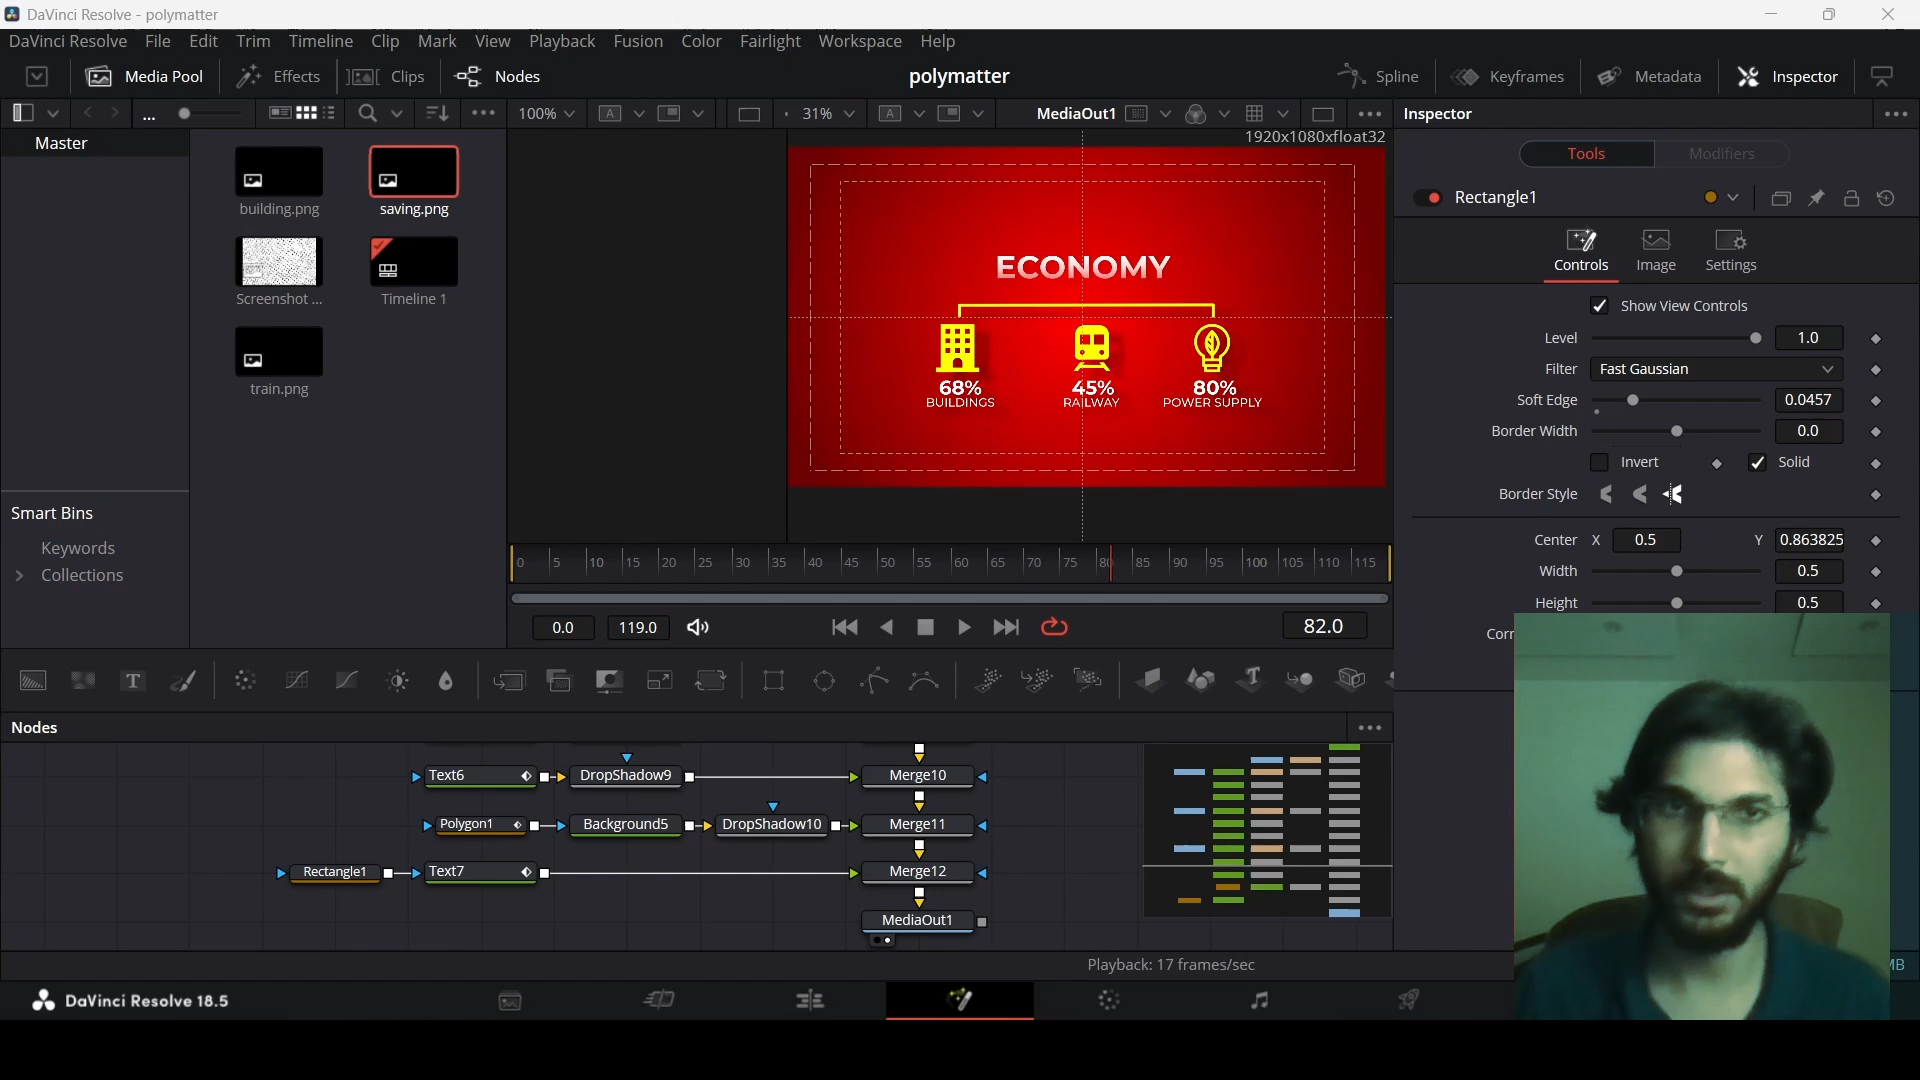 DaVinci Resolve - polymatter
DaVinci Resolve File Edit Trim Timeline Clip Mark View Playback Fusion Color Fairlight Workspace Help
Media Pool Effects Clips Nodes polymatter Spline Keyframes Metadata Inspector
... 100% A 31% A MediaOut1 Inspector
1920x1080xfloat32
Master
building.png saving.png
Screenshot ... Timeline 1
train.png
Smart Bins
Keywords
Collections
ECONOMY
68% 45% 80%
BUILDINGS RAILWAY POWER SUPPLY
0 5 10 15 20 25 30 35 40 45 50 55 60 65 70 75 80 85 90 95 100 105 110 115
0.0 119.0 82.0
Tools Modifiers
Rectangle1
Controls Image Settings
Show View Controls
Level 1.0
Filter Fast Gaussian
Soft Edge 0.0457
Border Width 0.0
Invert Solid
Border Style
Center X 0.5 Y 0.863825
Width 0.5
Height 0.5
Corr
T T
Nodes
Text6 DropShadow9 Merge10
Polygon1 Background5 DropShadow10 Merge11
Rectangle1 Text7 Merge12
MediaOut1
Playback: 17 frames/sec
MB
DaVinci Resolve 18.5